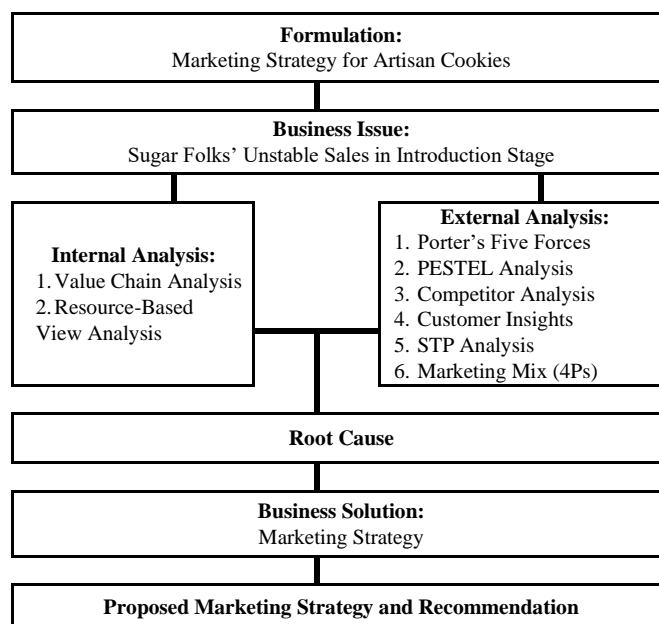 Formulation:
Marketing Strategy for Artisan Cookies
Business Issue:
Sugar Folks’ Unstable Sales in Introduction Stage
Internal Analysis:
1. Value Chain Analysis
2. Resource-Based
View Analysis
External Analysis:
1. Porter’s Five Forces
2. PESTEL Analysis
3. Competitor Analysis
4. Customer Insights
5. STP Analysis
6. Marketing Mix (4Ps)
Root Cause
Business Solution:
Marketing Strategy
Proposed Marketing Strategy and Recommendation